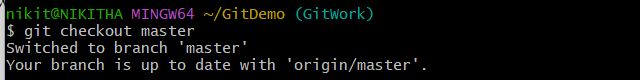 nikit@NIKITHA MINGW64 ~/GitDemo (GitWork)
$ git checkout master
Switched to branch 'master'
Your branch is up to date with 'origin/master'.